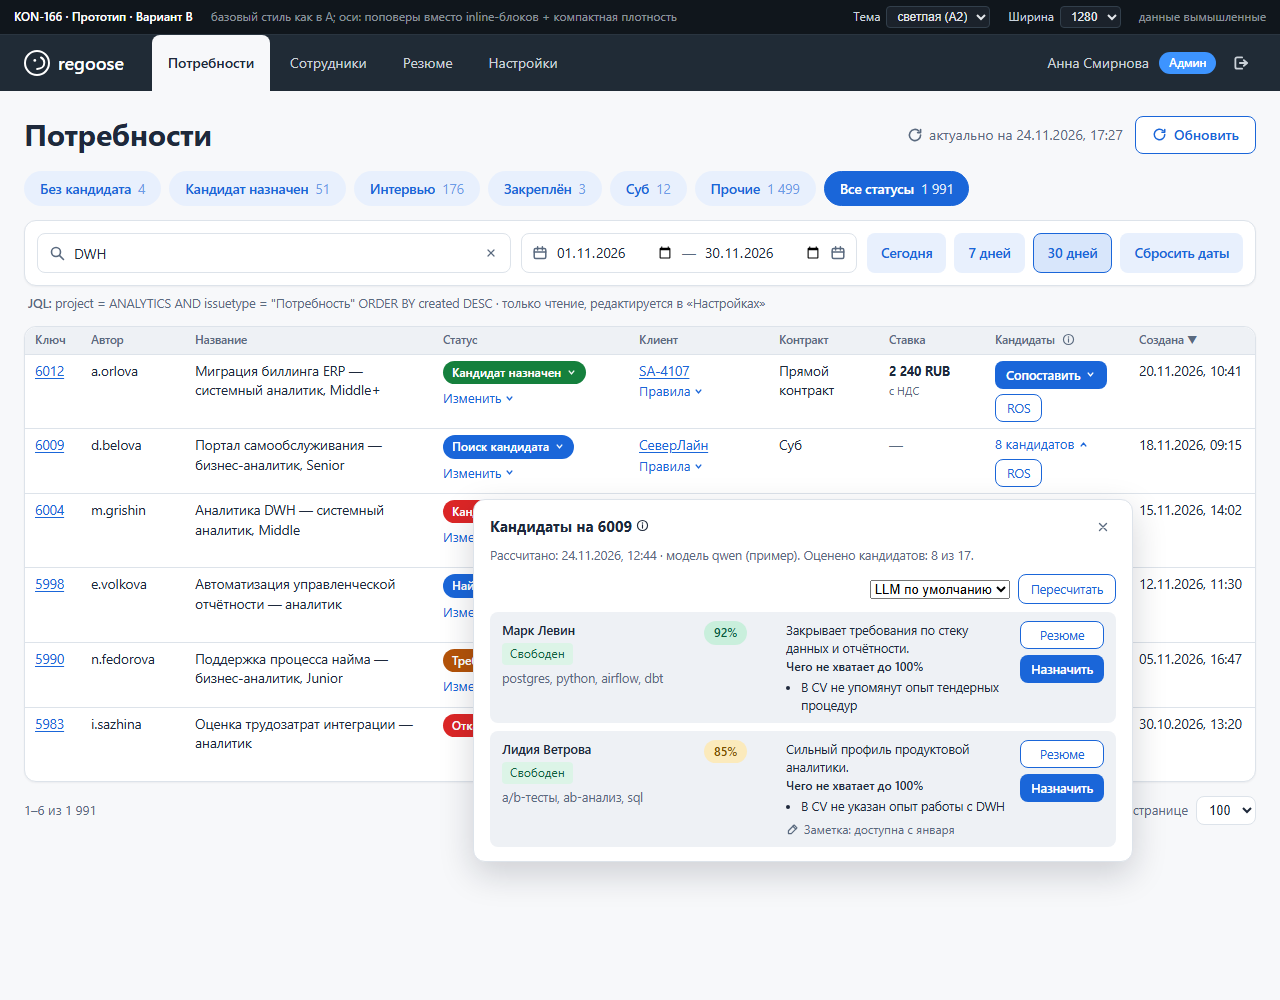 KON-166 • Прототип • Вариант B базовый стиль как в А; оси: поповеры вместо inline-блоков + компактная плотность Тема светлая (A2) Ширина 1280 данные вымышленные
regoose Потребности Сотрудники Резюме Настройки Анна Смирнова Админ
Потребности актуально на 24.11.2026, 17:27 Обновить
Без кандидата 4 Кандидат назначен 51 Интервью 176 Закреплён 3 Суб 12 Прочие 1 499 Все статусы 1 991
DWH 01.11.2026 — 30.11.2026 Сегодня 7 дней 30 дней Сбросить даты
JQL: project = ANALYTICS AND issuetype = "Потребность" ORDER BY created DESC · только чтение, редактируется в «Настройках»
Ключ Автор Название Статус Клиент Контракт Ставка Кандидаты Создана ▼
6012 a.orlova Миграция биллинга ERP — Кандидат назначен SA-4107 Прямой 2 240 RUB Сопоставить 20.11.2026, 10:41
системный аналитик, Middle+ Изменить Правила контракт с НДС ROS
6009 d.belova Портал самообслуживания — Поиск кандидата СеверЛайн Суб — 8 кандидатов 18.11.2026, 09:15
бизнес-аналитик, Senior Изменить Правила ROS
6004 m.grishin Аналитика DWH — системный Кан 15.11.2026, 14:02
аналитик, Middle Изме
5998 e.volkova Автоматизация управленческой Най 12.11.2026, 11:30
отчётности — аналитик Изме
5990 n.fedorova Поддержка процесса найма — Тре 05.11.2026, 16:47
бизнес-аналитик, Junior Изме
5983 i.sazhina Оценка трудозатрат интеграции — Отк 30.10.2026, 13:20
аналитик
Кандидаты на 6009
Рассчитано: 24.11.2026, 12:44 · модель qwen (пример). Оценено кандидатов: 8 из 17.
LLM по умолчанию Пересчитать
Марк Левин 92% Закрывает требования по стеку Резюме
Свободен данных и отчётности.
postgres, python, airflow, dbt Чего не хватает до 100% Назначить
• В CV не упомянут опыт тендерных
процедур
Лидия Ветрова 85% Сильный профиль продуктовой Резюме
Свободен аналитики.
a/b-тесты, ab-анализ, sql Чего не хватает до 100% Назначить
• В CV не указан опыт работы с DWH
Заметка: доступна с января
1–6 из 1 991 странице 100